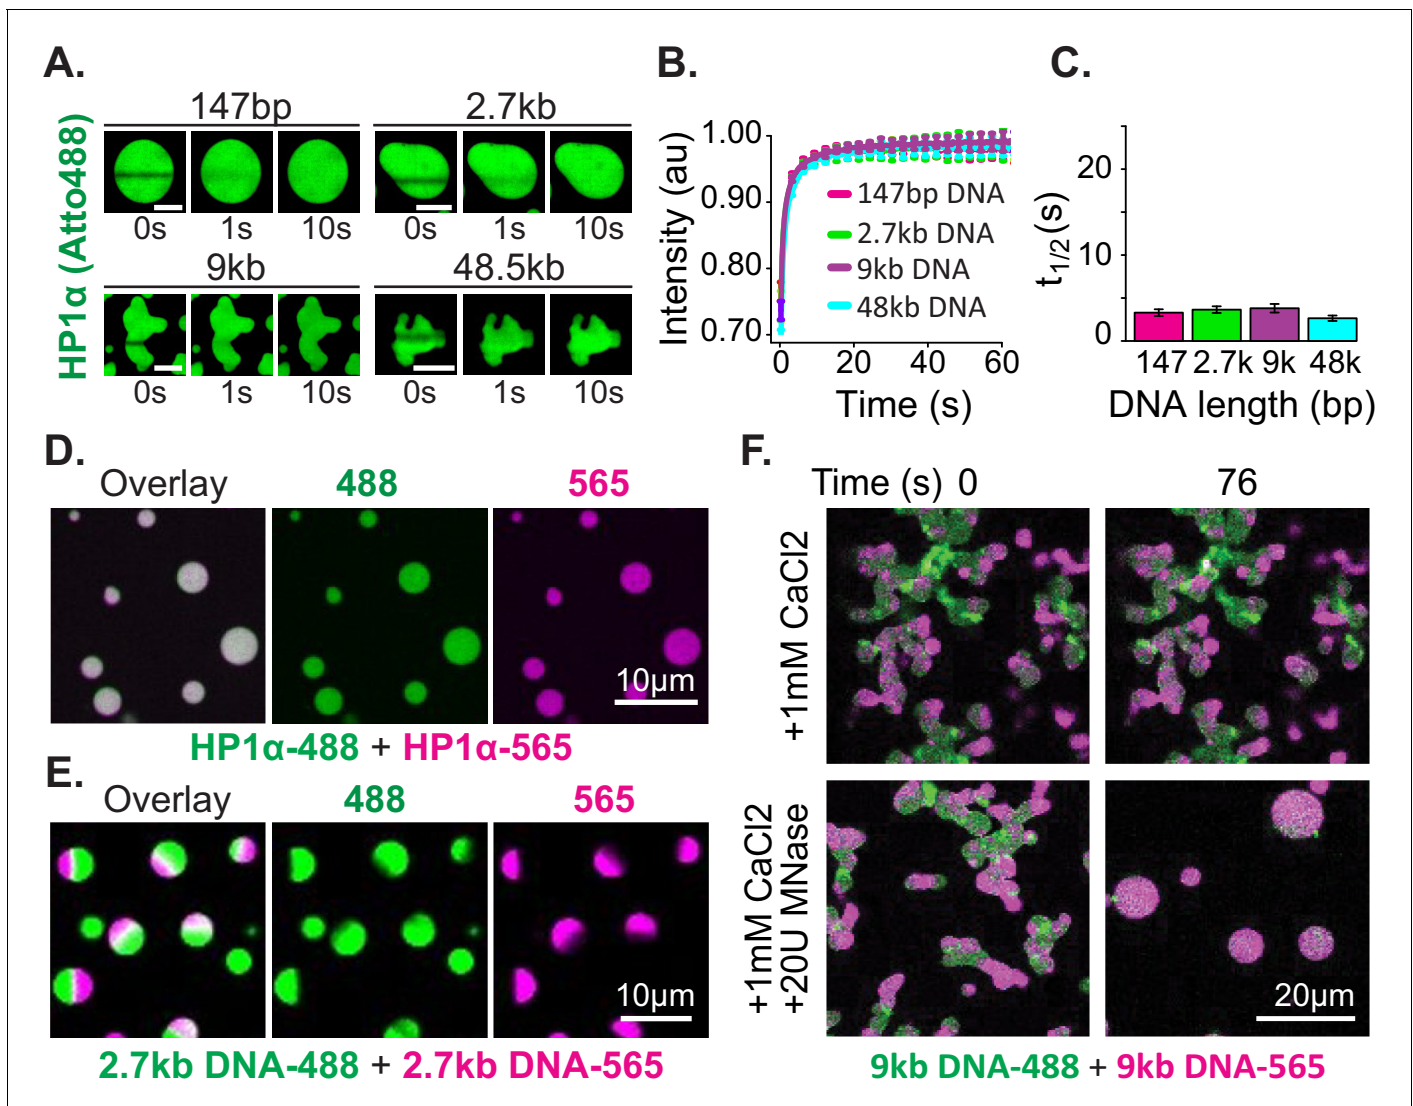 A.
HP1α (Atto488)
147bp
0s 1s 10s
2.7kb
0s 1s 10s
9kb
0s 1s 10s
48.5kb
0s 1s 10s
B.
Intensity (au)
1.00
0.90
0.80
0.70
147bp DNA
2.7kb DNA
9kb DNA
48kb DNA
0 20 40 60
Time (s)
C.
t1/2 (s)
20
10
0
147 2.7k 9k 48k
DNA length (bp)
D.
Overlay 488 565
10µm
HP1α-488 + HP1α-565
E.
Overlay 488 565
10µm
2.7kb DNA-488 + 2.7kb DNA-565
F.
Time (s) 0 76
+1mM CaCl2
+1mM CaCl2
+20U MNase
20µm
9kb DNA-488 + 9kb DNA-565